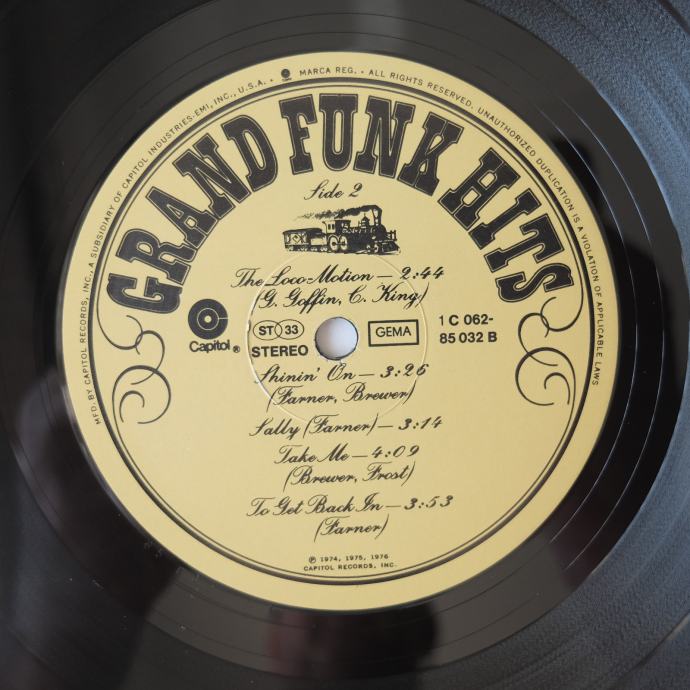 MFD. BY CAPITOL RECORDS, INC., A SUBSIDIARY OF CAPITOL INDUSTRIES-EMI, INC., U.S.A. • MARCA REG. • ALL RIGHTS RESERVED. UNAUTHORIZED DUPLICATION IS A VIOLATION OF APPLICABLE LAWS
GRAND FUNK HITS
Side 2
The Loco-Motion — 2:44
(G. Goffin, C. King)
Capitol®
ST 33
STEREO
GEMA
1 C 062-
85 032 B
Shinin' On — 3:26
(Farner, Brewer)
Sally (Farner) — 3:14
Take Me — 4:09
(Brewer, Frost)
To Get Back In — 3:53
(Farner)
℗ 1974, 1975, 1976
CAPITOL RECORDS, INC.